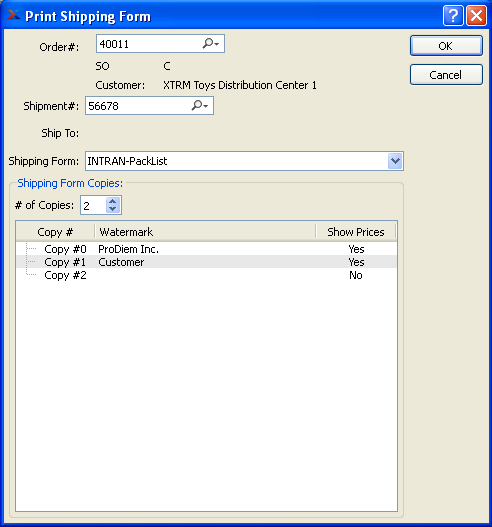 Print Shipping Form
?
Order#: 40011
OK
SO C
Cancel
Customer: XTRM Toys Distribution Center 1
Shipment#: 56678
Ship To:
Shipping Form: INTRAN-PackList
Shipping Form Copies:
# of Copies: 2
Copy # Watermark Show Prices
Copy #0 ProDiem Inc. Yes
Copy #1 Customer Yes
Copy #2 No